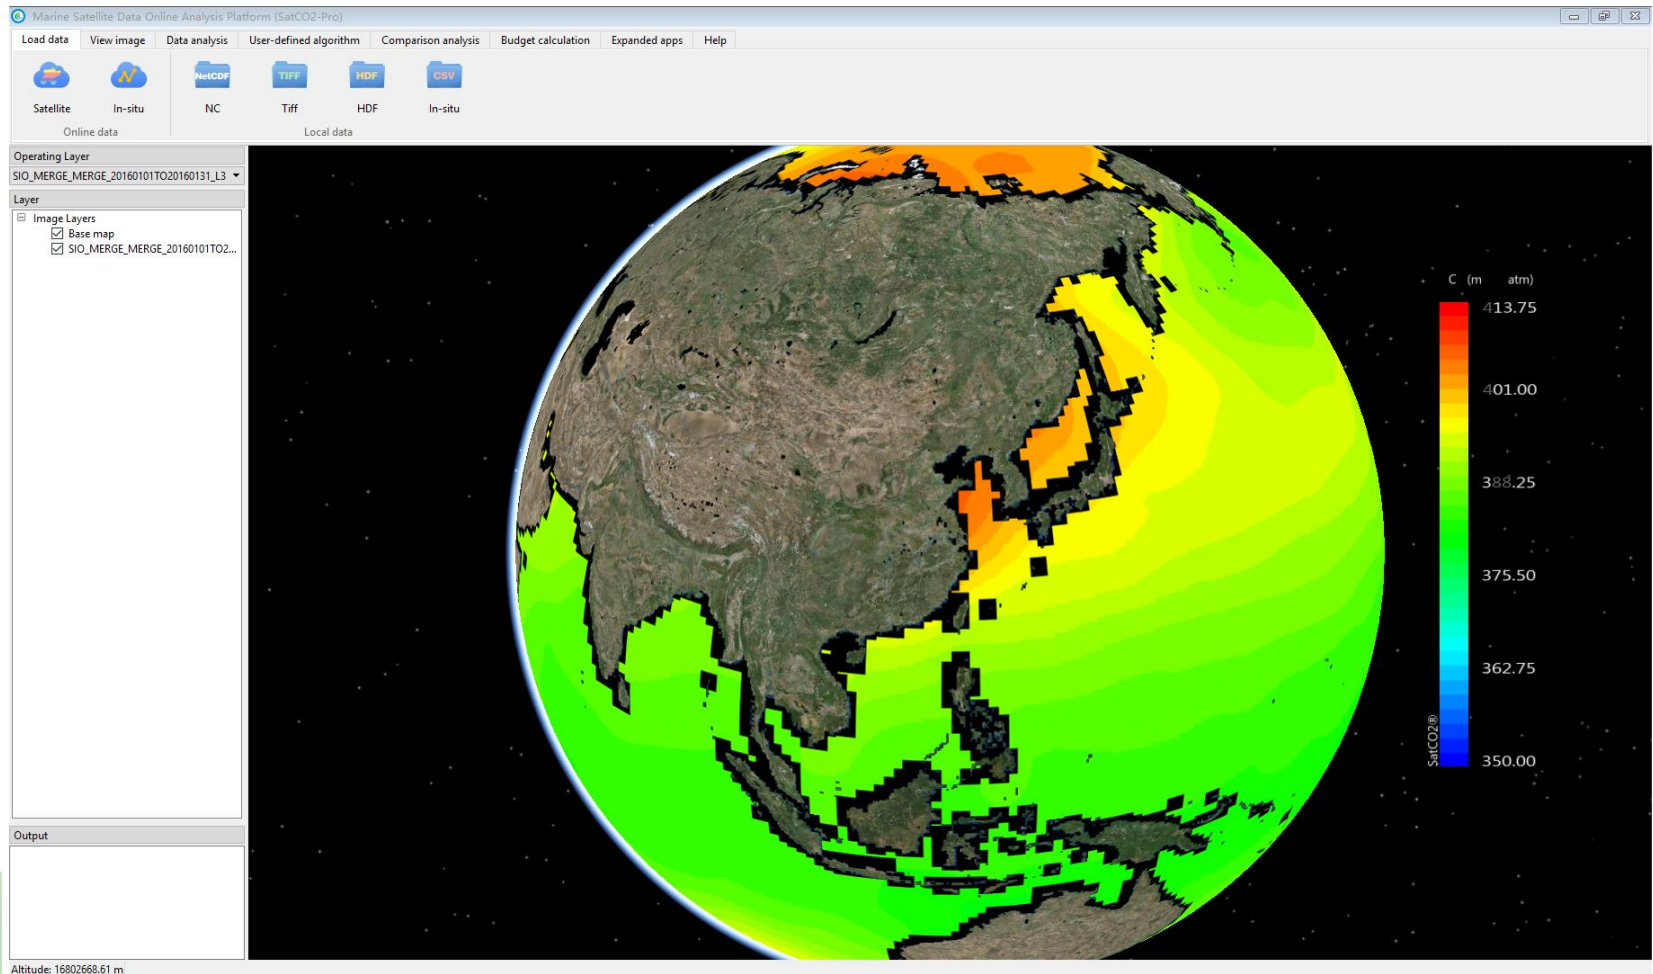 Marine Satellite Data Online Analysis Platform (SatCO2-Pro)
Load data View image Data analysis User-defined algorithm Comparison analysis Budget calculation Expanded apps Help
NetCDF TIFF HDF CSV
Satellite In-situ NC Tiff HDF In-situ
Online data Local data
Operating Layer
SIO_MERGE_MERGE_20160101TO20160131_L3
Layer
Image Layers
Base map
SIO_MERGE_MERGE_20160101TO2...
C (m atm)
413.75
401.00
388.25
375.50
362.75
350.00
SatCO2®
Output
Altitude: 16802668.61 m